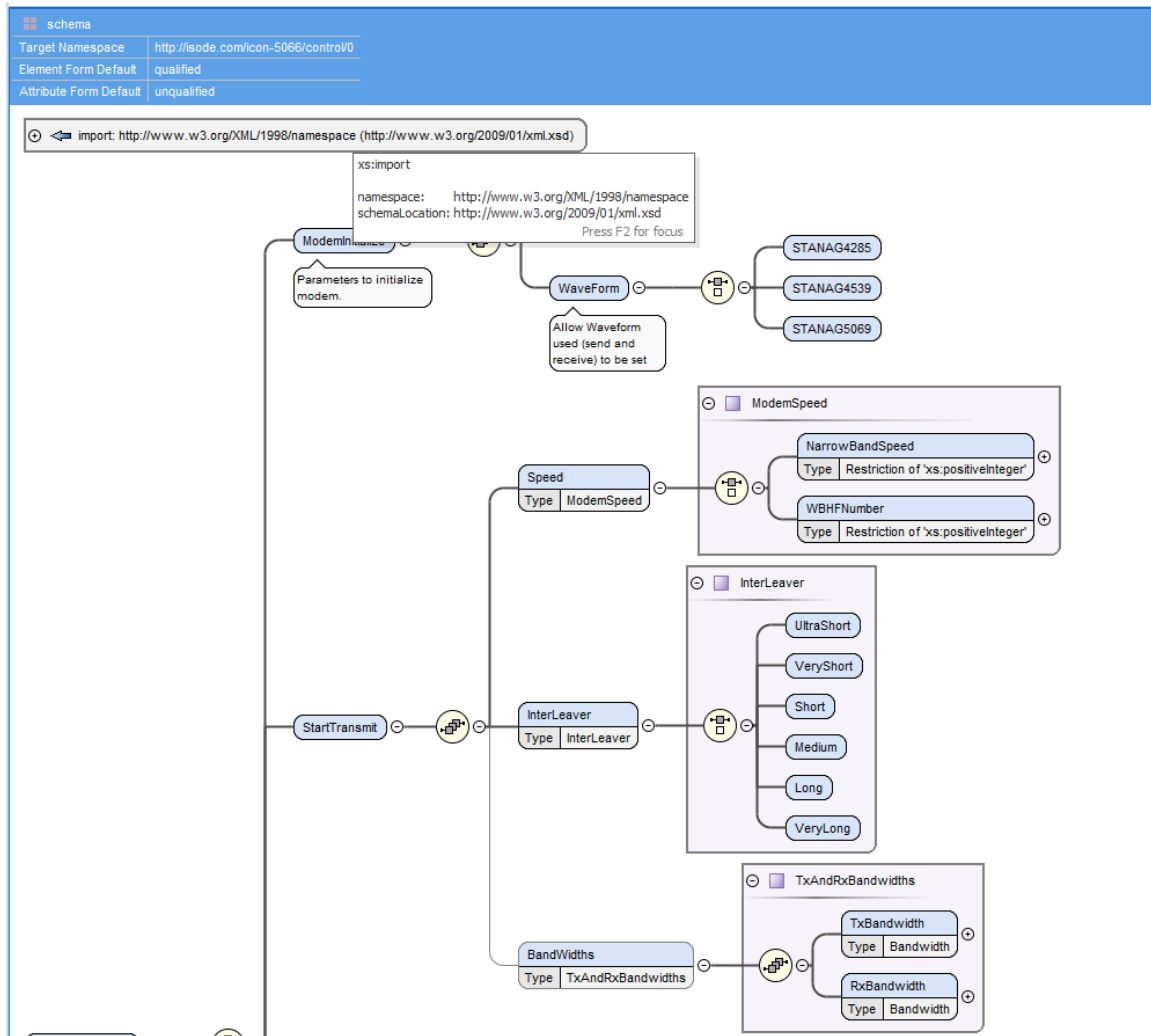 schema
Target Namespace http://isode.com/icon-5066/control/0
Element Form Default qualified
Attribute Form Default unqualified
import: http://www.w3.org/XML/1998/namespace (http://www.w3.org/2009/01/xml.xsd)
xs:import
namespace: http://www.w3.org/XML/1998/namespace
schemaLocation: http://www.w3.org/2009/01/xml.xsd
Press F2 for focus
ModemInitialize
Parameters to initialize
modem.
WaveForm
Allow Waveform
used (send and
receive) to be set
STANAG4285
STANAG4539
STANAG5069
ModemSpeed
NarrowBandSpeed
Type Restriction of 'xs:positiveInteger'
WBHFNumber
Type Restriction of 'xs:positiveInteger'
Speed
Type ModemSpeed
InterLeaver
UltraShort
VeryShort
Short
Medium
Long
VeryLong
StartTransmit
InterLeaver
Type InterLeaver
TxAndRxBandwidths
TxBandwidth
Type Bandwidth
RxBandwidth
Type Bandwidth
BandWidths
Type TxAndRxBandwidths